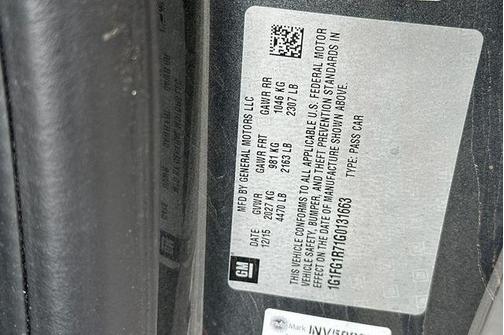 GM
MFD BY GENERAL MOTORS LLC
DATE GVWR GAWR FRT GAWR RR
12/15 2027 KG 981 KG 1046 KG
4470 LB 2163 LB 2307 LB
THIS VEHICLE CONFORMS TO ALL APPLICABLE U.S. FEDERAL MOTOR
VEHICLE SAFETY, BUMPER, AND THEFT PREVENTION STANDARDS IN
EFFECT ON THE DATE OF MANUFACTURE SHOWN ABOVE.
1G1FG1R71G0131663 TYPE: PASS CAR
Mark